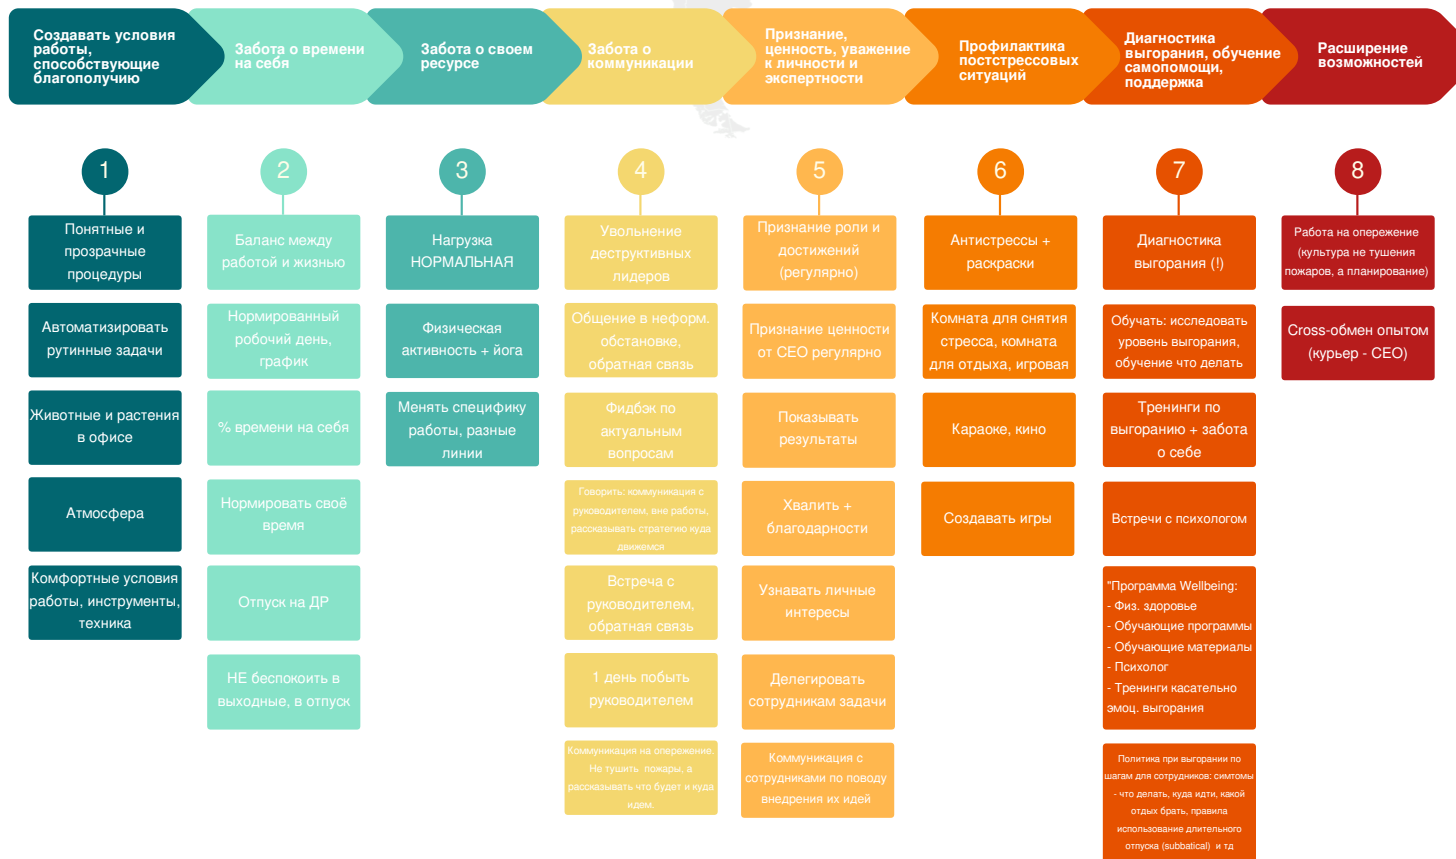 Создавать условия
работы,
способствующие
благополучию
Забота о времени
на себя
Забота о своем
ресурсе
Забота о
коммуникации
Признание,
ценность, уважение
к личности и
экспертности
Профилактика
постстрессовых
ситуаций
Диагностика
выгорания, обучение
самопомощи,
поддержка
Расширение
возможностей
1
Понятные и
прозрачные
процедуры
Автоматизировать
рутинные задачи
Животные и растения
в офисе
Атмосфера
Комфортные условия
работы, инструменты,
техника
2
Баланс между
работой и жизнью
Нормированный
робочий день,
график
% времени на себя
Нормировать своё
время
Отпуск на ДР
НЕ беспокоить в
выходные, в отпуск
3
Нагрузка
НОРМАЛЬНАЯ
Физическая
активность + йога
Менять специфику
работы, разные
линии
4
Увольнение
деструктивных
лидеров
Общение в неформ.
обстановке,
обратная связь
Фидбэк по
актуальным
вопросам
Говорить: коммуникация с
руководителем, вне работы,
рассказывать стратегию куда
движемся
Встреча с
руководителем,
обратная связь
1 день побыть
руководителем
Коммуникация на опережение.
Не тушить пожары, а
рассказывать что будет и куда
идем.
5
Признание роли и
достижений
(регулярно)
Признание ценности
от CEO регулярно
Показывать
результаты
Хвалить +
благодарности
Узнавать личные
интересы
Делегировать
сотрудникам задачи
Коммуникация с
сотрудниками по поводу
внедрения их идей
6
Антистрессы +
раскраски
Комната для снятия
стресса, комната
для отдыха, игровая
Караоке, кино
Создавать игры
7
Диагностика
выгорания (!)
Обучать: исследовать
уровень выгорания,
обучение что делать
Тренинги по
выгоранию + забота
о себе
Встречи с психологом
"Программа Wellbeing:
- Физ. здоровье
- Обучающие программы
- Обучающие материалы
- Психолог
- Тренинги касательно
эмоц. выгорания
Политика при выгорании по
шагам для сотрудников: симтомы
- что делать, куда идти, какой
отдых брать, правила
использование длительного
отпуска (subbatical) и тд
8
Работа на опережение
(культура не тушения
пожаров, а планирование)
Cross-обмен опытом
(курьер - CEO)